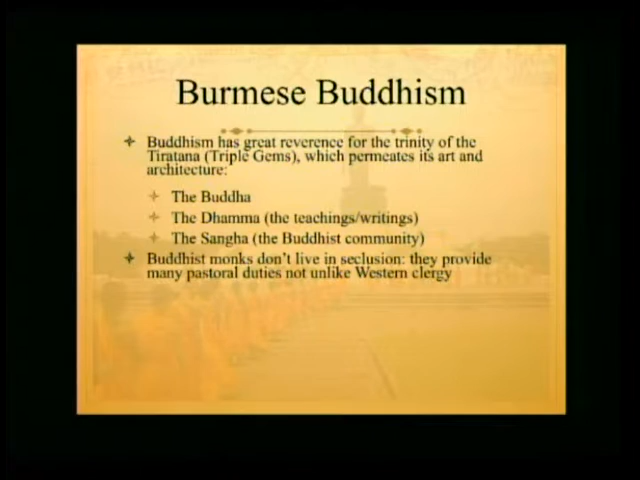 Burmese Buddhism
Buddhism has great reverence for the trinity of the
Tiratana (Triple Gems), which permeates its art and
architecture:
The Buddha
The Dhamma (the teachings/writings)
The Sangha (the Buddhist community)
Buddhist monks don't live in seclusion: they provide
many pastoral duties not unlike Western clergy